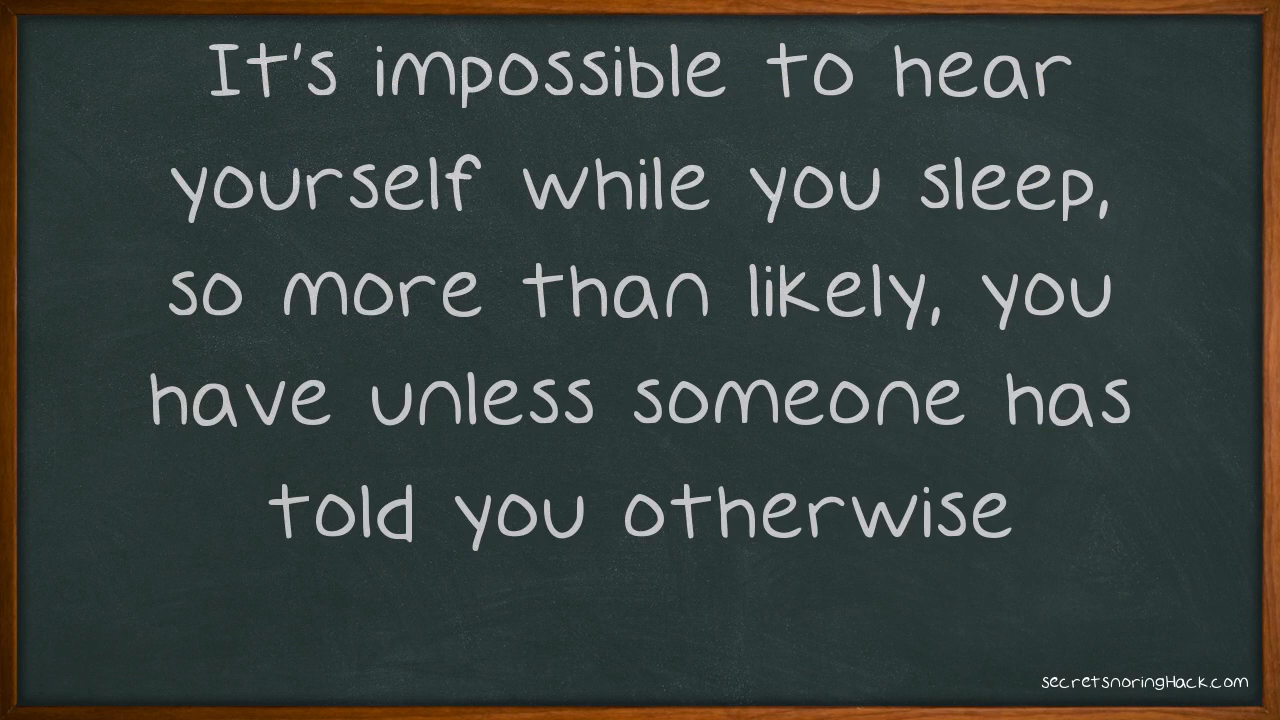 It's impossible to hear
yourself while you sleep,
so more than likely, you
have unless someone has
told you otherwise
secretsnoringHack.com